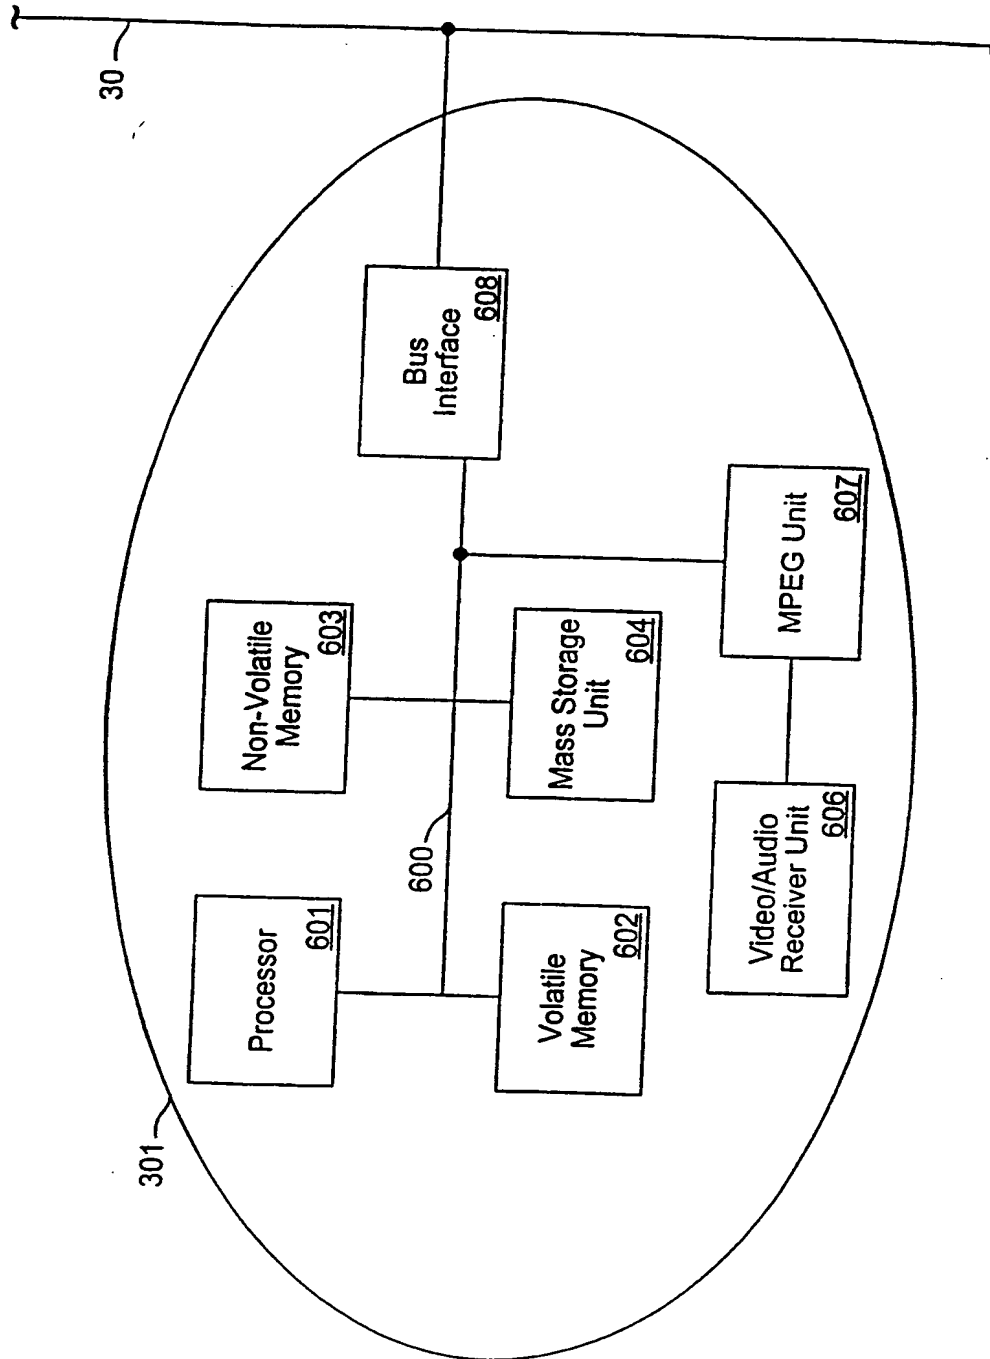 30
301
Processor
601
Non-Volatile
Memory
603
Bus
Interface
608
600
Volatile
Memory
602
Mass Storage
Unit
604
Video/Audio
Receiver Unit
606
MPEG Unit
607